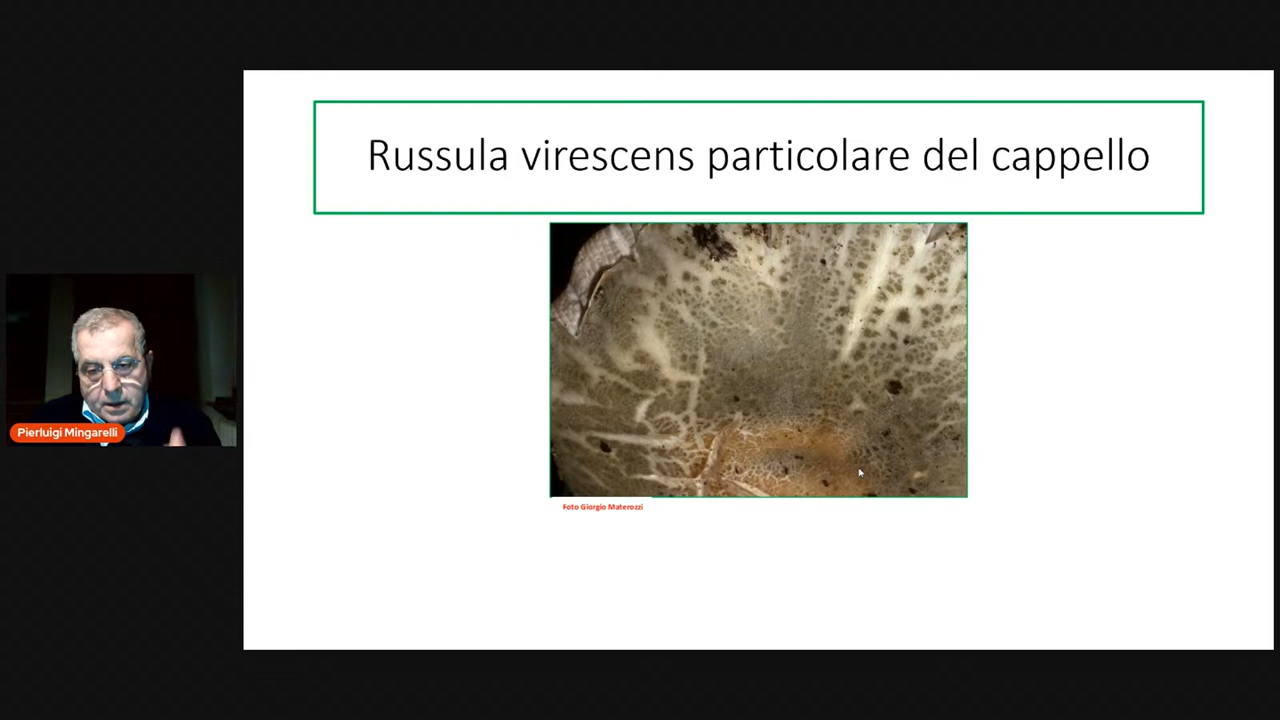 Russula virescens particolare del cappello
Pierluigi Mingarelli
Foto Giorgio Materozzi